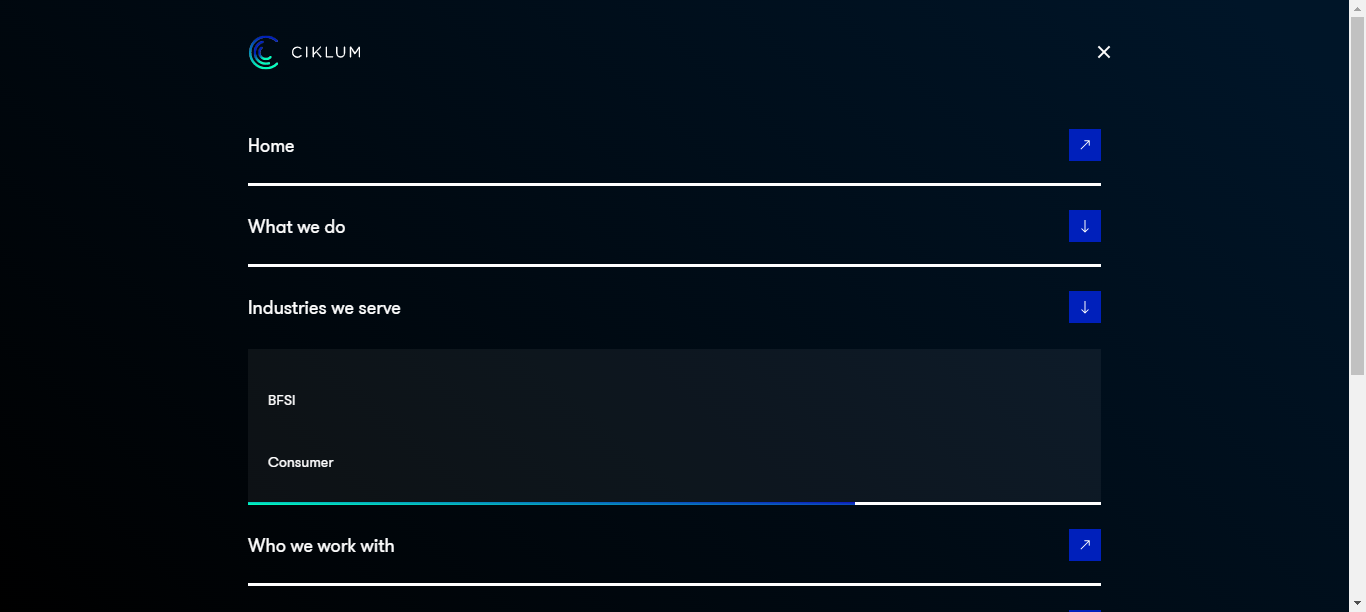 CIKLUM
Home
What we do
Industries we serve
BFSI
Consumer
Who we work with